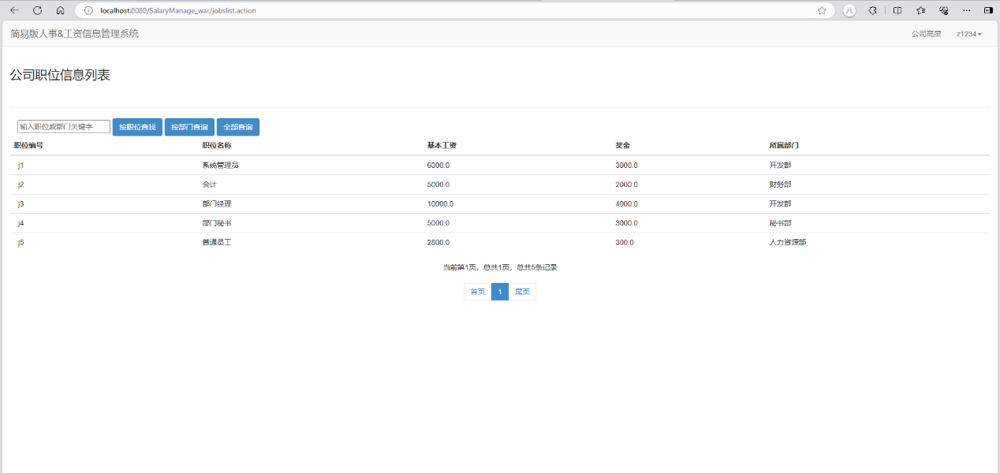 localhost:8080/SalaryManage_war/jobslist.action
简易版人事&工资信息管理系统 公司高层 z1234
公司职位信息列表
输入职位或部门关键字 按职位查找 按部门查询 全部查询
职位编号 职位名称 基本工资 奖金 所属部门
j1 系统管理员 6000.0 3000.0 开发部
j2 会计 5000.0 2000.0 财务部
j3 部门经理 10000.0 4000.0 开发部
j4 部门秘书 5000.0 3000.0 秘书部
j5 普通员工 2800.0 300.0 人力资源部
当前第1页，总共1页，总共5条记录
首页 1 尾页